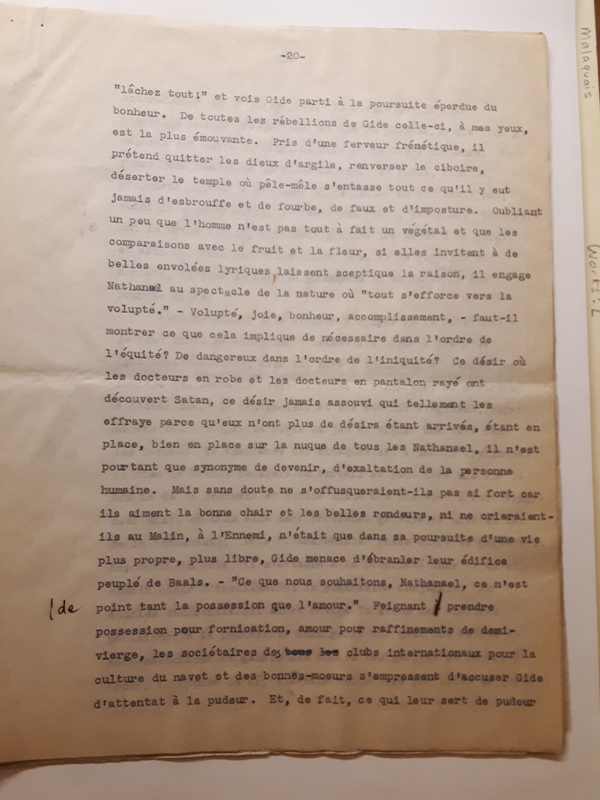 -20-
"lâchez tout!" et vois Gide parti à la poursuite éperdue du
bonheur. De toutes les rébellions de Gide celle-ci, à mes yeux,
est la plus émouvante. Pris d'une ferveur frénétique, il
prétend quitter les dieux d'argile, renverser le ciboire,
déserter le temple où pêle-mêle s'entasse tout ce qu'il y eut
jamais d'esbrouffe et de fourbe, de faux et d'imposture. Oubliant
un peu que l'homme n'est pas tout à fait un végétal et que les
comparaisons avec le fruit et la fleur, si elles invitent à de
belles envolées lyriques, laissent sceptique la raison, il engage
Nathanael au spectacle de la nature où "tout s'efforce vers la
volupté." - Volupté, joie, bonheur, accomplissement, - faut-il
montrer ce que cela implique de nécessaire dans l'ordre de
l'équité? De dangereux dans l'ordre de l'iniquité? Ce désir où
les docteurs en robe et les docteurs en pantalon rayé ont
découvert Satan, ce désir jamais assouvi qui tellement les
effraye parce qu'eux n'ont plus de désirs étant arrivés, étant en
place, bien en place sur la nuque de tous les Nathanael, il n'est
pourtant que synonyme de devenir, d'exaltation de la personne
humaine. Mais sans doute ne s'offusqueraient-ils pas si fort car
ils aiment la bonne chair et les belles rondeurs, ni ne crieraient-
ils au Malin, à l'Ennemi, n'était que dans sa poursuite d'une vie
plus propre, plus libre, Gide menace d'ébranler leur édifice
peuplé de Baals. - "Ce que nous souhaitons, Nathanael, ce n'est
/de point tant la possession que l'amour." Feignant / prendre
possession pour fornication, amour pour raffinements de demi-
vierge, les sociétaires des tous les clubs internationaux pour la
culture du navet et des bonnes-moeurs s'empressent d'accuser Gide
d'attentat à la pudeur. Et, de fait, ce qui leur sert de pudeur
Malaquais
Works: L